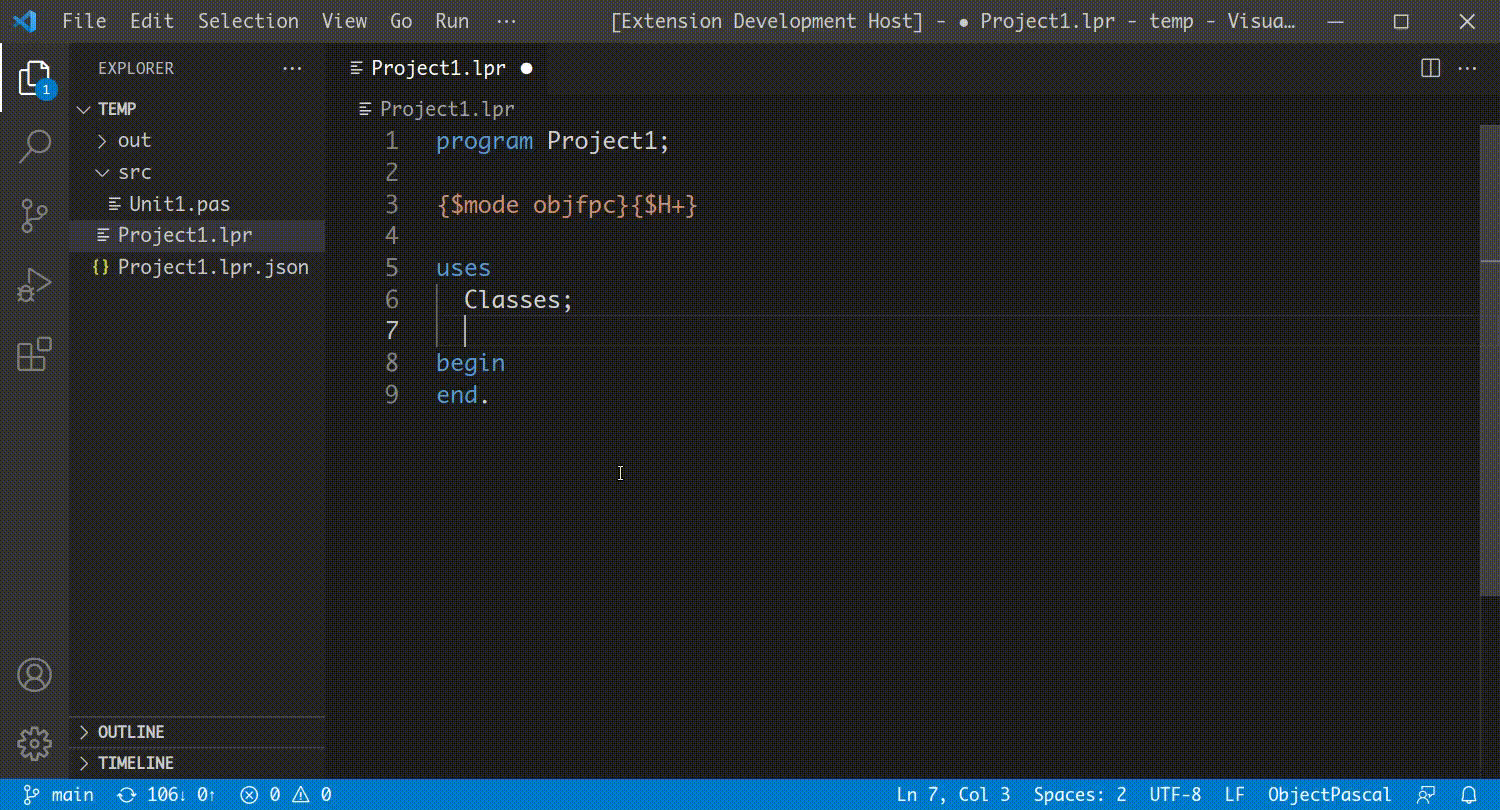 File Edit Selection View Go Run ··· [Extension Development Host] - ● Project1.lpr - temp - Visua…
EXPLORER ···
Project1.lpr ●
1
TEMP
out
src
Unit1.pas
Project1.lpr
{} Project1.lpr.json
OUTLINE
TIMELINE
Project1.lpr
1 program Project1;
2
3 {$mode objfpc}{$H+}
4
5 uses
6 Classes;
7
8 begin
9 end.
main 106↓ 0↑ 0 0 Ln 7, Col 3 Spaces: 2 UTF-8 LF ObjectPascal